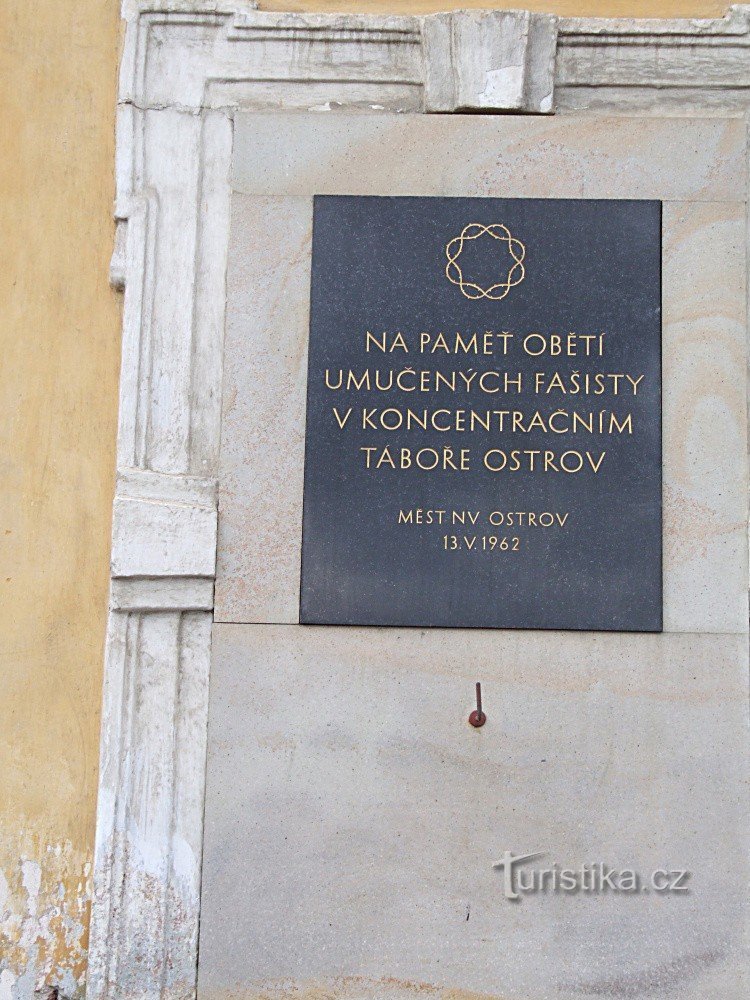 NA PAMĚŤ OBĚTÍ
UMUČENÝCH FAŠISTY
V KONCENTRAČNÍM
TÁBOŘE OSTROV
MĚST NV OSTROV
13.V.1962
Turistika.cz